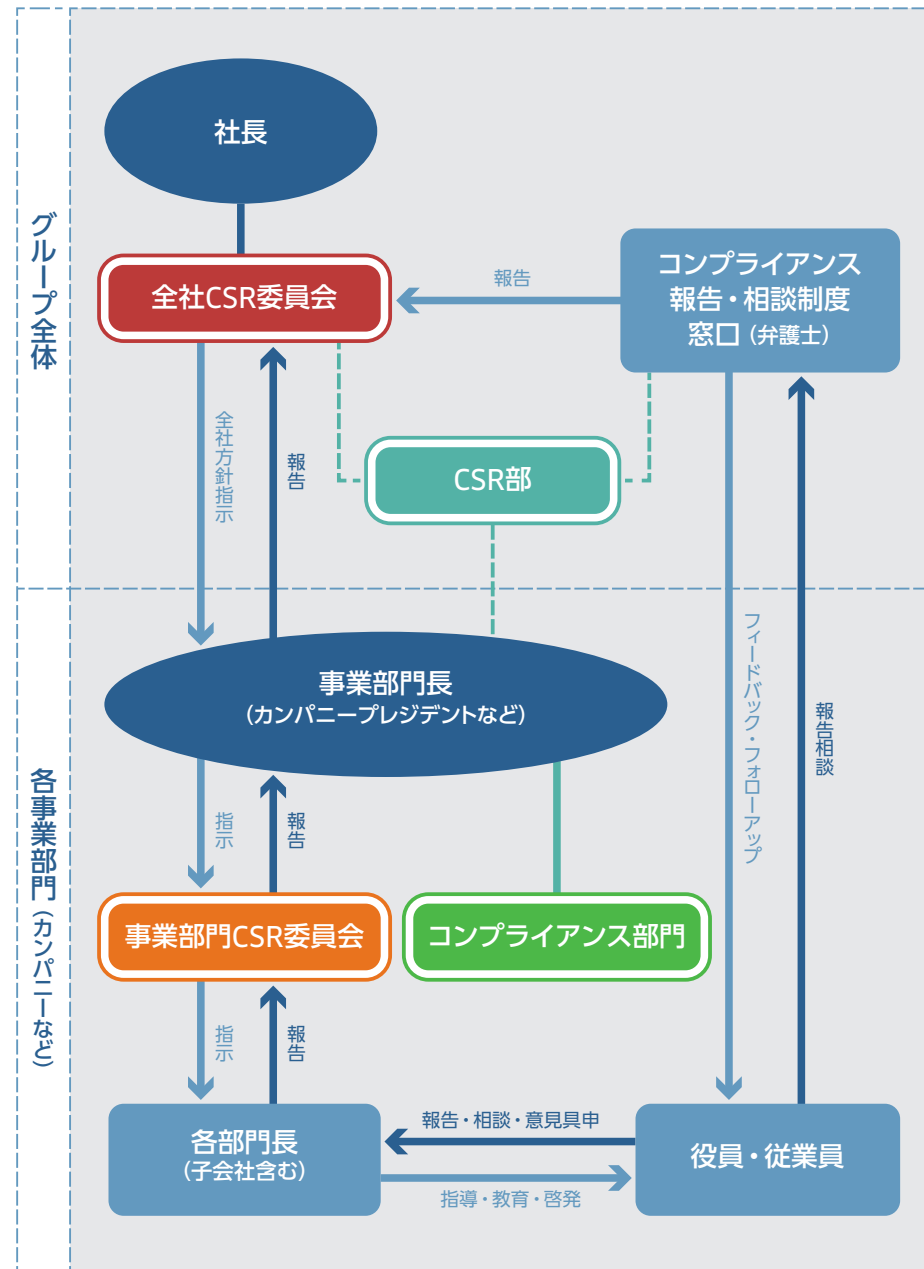 グループ全体
社長
全社CSR委員会
報告
コンプライアンス
報告・相談制度
窓口（弁護士）
全社方針指示
報告
CSR部
各事業部門（カンパニーなど）
事業部門長
（カンパニープレジデントなど）
フィードバック・フォローアップ
報告相談
指示
報告
事業部門CSR委員会
コンプライアンス部門
指示
報告
各部門長
（子会社含む）
報告・相談・意見具申
指導・教育・啓発
役員・従業員